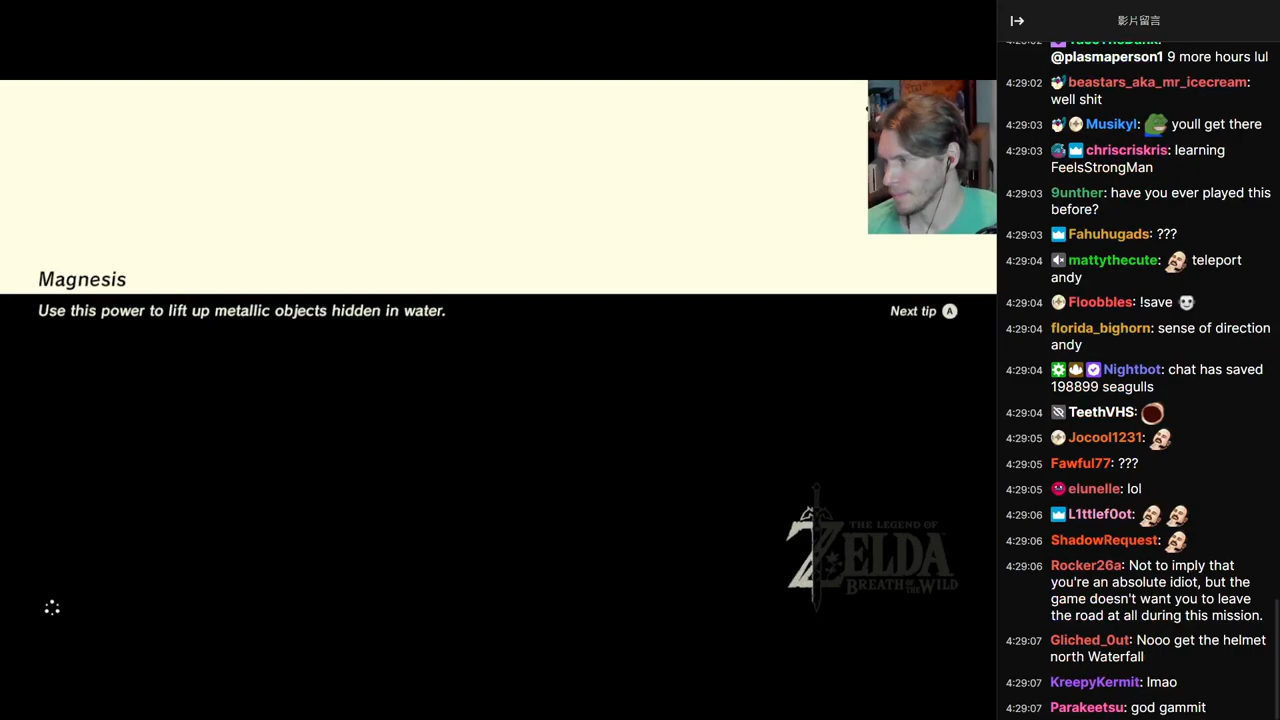 Magnesis
Use this power to lift up metallic objects hidden in water.
Next tip A
THE LEGEND OF
ZELDA
BREATH OF THE WILD
影片留言
@plasmaperson1 9 more hours lul
4:29:02 beastars_aka_mr_icecream:
well shit
4:29:03 Musikyl: youll get there
4:29:03 chriscriskris: learning
FeelsStrongMan
4:29:03 9unther: have you ever played this
before?
4:29:04 Fahuhugads: ???
4:29:04 mattythecute: teleport
andy
4:29:04 Floobbles: !save
4:29:04 florida_bighorn: sense of direction
andy
4:29:04 Nightbot: chat has saved
198899 seagulls
4:29:04 TeethVHS:
4:29:05 Jocool1231:
4:29:05 Fawful77: ???
4:29:05 elunelle: lol
4:29:06 L1ttlef0ot:
4:29:06 ShadowRequest:
4:29:06 Rocker26a: Not to imply that
you're an absolute idiot, but the
game doesn't want you to leave
the road at all during this mission.
4:29:07 Gliched_0ut: Nooo get the helmet
north Waterfall
4:29:07 KreepyKermit: lmao
4:29:07 Parakeetsu: god gammit